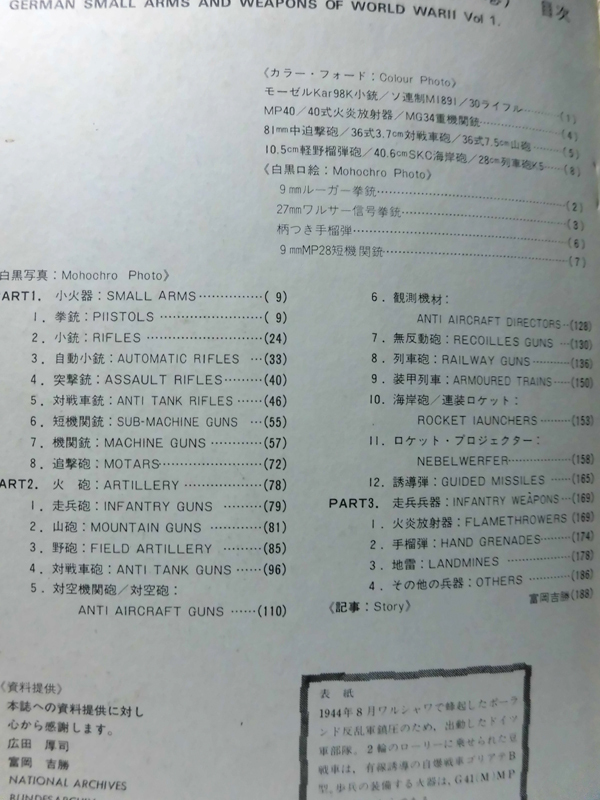 GERMAN SMALL ARMS AND WEAPONS OF WORLD WARII Vol 1.
目次
《カラー・フォード：Colour Photo》
モーゼルKar98K小銃／ソ連制M1891／30ライフル……(1)
MP40／40式火炎放射器／MG34重機関銃……(4)
81mm中迫撃砲／36式3.7cm対戦車砲／36式7.5cm山砲……(5)
10.5cm軽野榴弾砲／40.6cmSKC海岸砲／28cm列車砲K5……(8)
《白黒口絵：Mohochro Photo》
9mmルーガー拳銃……(2)
27mmワルサー信号拳銃……(3)
柄つき手榴弾……(6)
9mmMP28短機関銃……(7)
白黒写真：Mohochro Photo》
PART1. 小火器：SMALL ARMS……(9)
1．拳銃：PIISTOLS……(9)
2．小銃：RIFLES……(24)
3．自動小銃：AUTOMATIC RIFLES…(33)
4．突撃銃：ASSAULT RIFLES……(40)
5．対戦車銃：ANTI TANK RIFLES……(46)
6．短機関銃：SUB-MACHINE GUNS…(55)
7．機関銃：MACHINE GUNS……(57)
8．追撃砲：MOTARS……(72)
ART2. 火　砲：ARTILLERY……(78)
1．走兵砲：INFANTRY GUNS……(79)
2．山砲：MOUNTAIN GUNS……(81)
3．野砲：FIELD ARTILLERY……(85)
4．対戦車砲：ANTI TANK GUNS……(96)
5．対空機関砲／対空砲：
ANTI AIRCRAFT GUNS……(110)
6．観測機材：
ANTI AIRCRAFT DIRECTORS…(128)
7．無反動砲：RECOILLES GUNS…(130)
8．列車砲：RAILWAY GUNS……(136)
9．装甲列車：ARMOURED TRAINS……(150)
10．海岸砲／連装ロケット：
ROCKET IAUNCHERS……(153)
11．ロケット・プロジェクター：
NEBELWERFER……(158)
12．誘導弾：GUIDED MISSILES……(165)
PART3. 走兵兵器：INFANTRY WEAPONS…(169)
1．火炎放射器：FLAMETHROWERS(169)
2．手榴弾：HAND GRENADES……(174)
3．地雷：LANDMINES……(178)
4．その他の兵器：OTHERS……(186)
《記事：Story》
富岡吉勝(188)
《資料提供》
本誌への資料提供に対し
心から感謝します。
広田　厚司
富岡　吉勝
NATIONAL ARCHIVES
BUNDESARCHIV
表　紙
1944年8月ワルシャワで蜂起したポーラ
ンド反乱軍鎮圧のため，出動したドイツ
軍部隊。2輪のローリーに乗せられた豆
戦車は，有線誘導の自爆戦車ゴリアテB
型。歩兵の装備する火器は，G41(M)MP